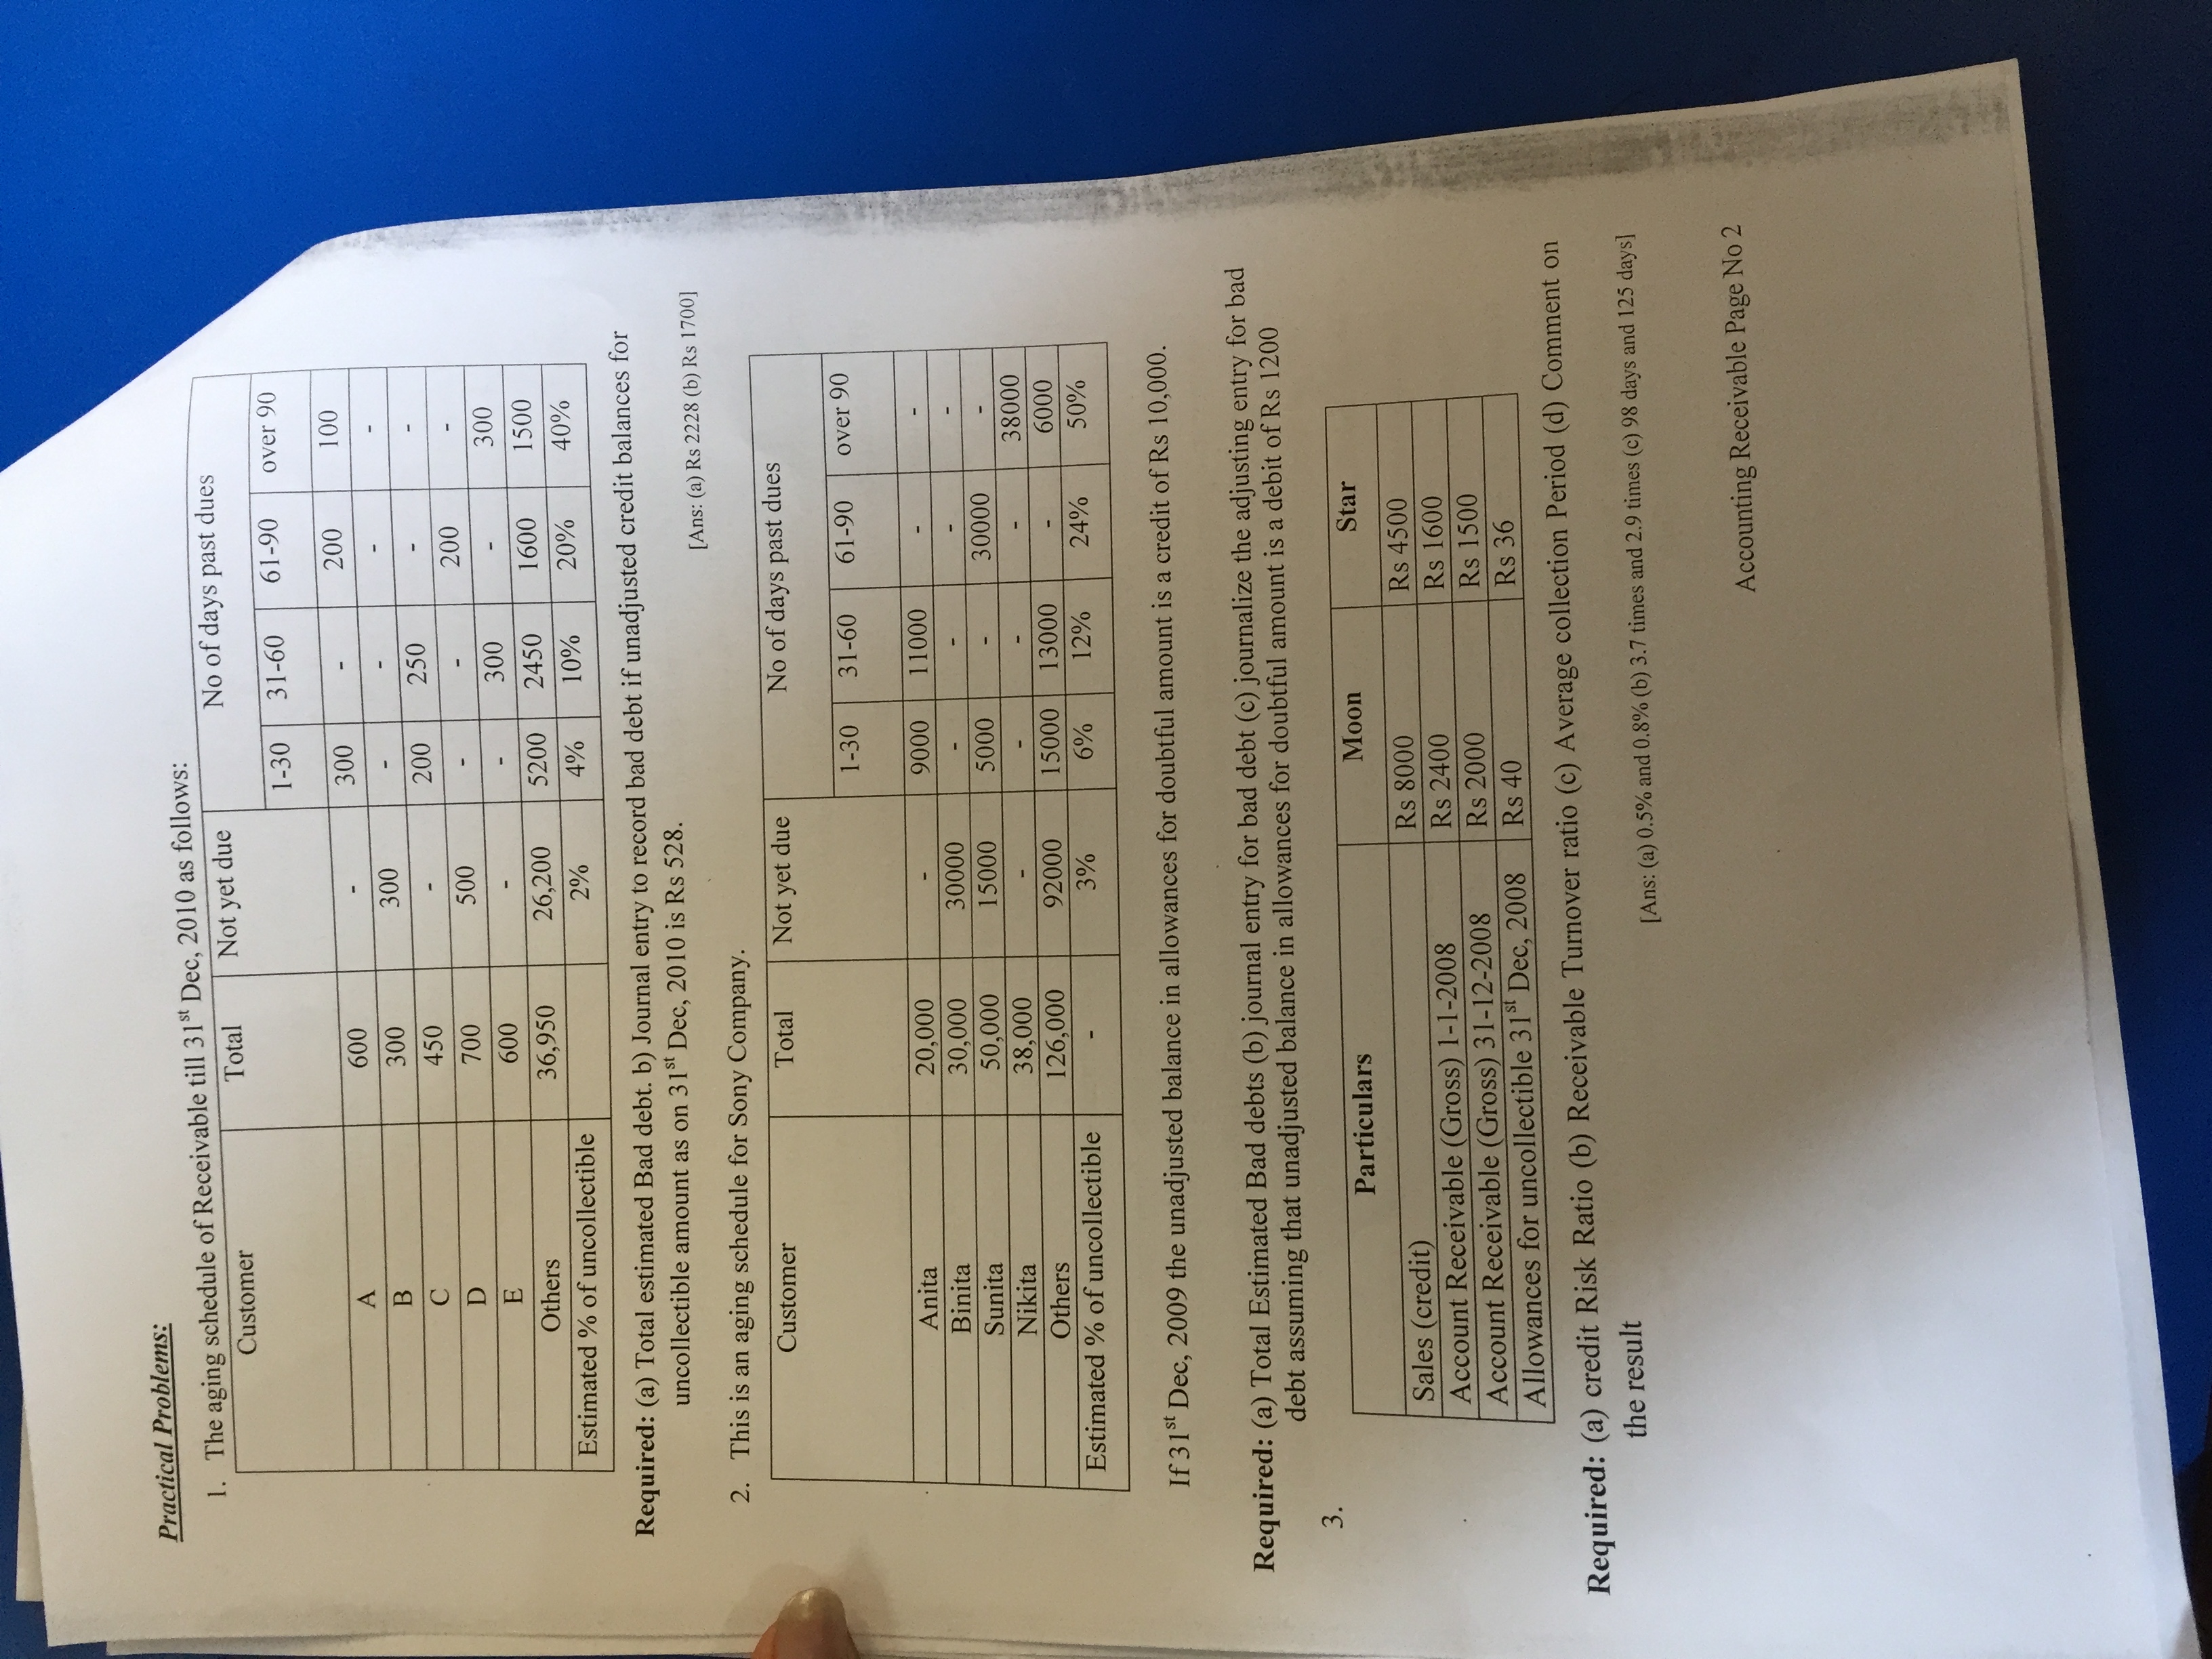 Practical Problems:
1. The aging schedule of Receivable till 31st Dec, 2010 as follows:
Customer Total Not yet due No of days past dues
1-30 31-60 61-90 over 90
A 600 - 300 - 200 100
B 300 300 - - - -
C 450 - 200 250 - -
D 700 500 - - 200 -
E 600 - - 300 - 300
Others 36,950 26,200 5200 2450 1600 1500
Estimated % of uncollectible 2% 4% 10% 20% 40%
Required: (a) Total estimated Bad debt. b) Journal entry to record bad debt if unadjusted credit balances for
uncollectible amount as on 31st Dec, 2010 is Rs 528.
[Ans: (a) Rs 2228 (b) Rs 1700]
2. This is an aging schedule for Sony Company.
Customer Total Not yet due No of days past dues
1-30 31-60 61-90 over 90
Anita 20,000 - 9000 11000 - -
Binita 30,000 30000 - - - -
Sunita 50,000 15000 5000 - 30000 -
Nikita 38,000 - - - - 38000
Others 126,000 92000 15000 13000 - 6000
Estimated % of uncollectible - 3% 6% 12% 24% 50%
If 31st Dec, 2009 the unadjusted balance in allowances for doubtful amount is a credit of Rs 10,000.
Required: (a) Total Estimated Bad debts (b) journal entry for bad debt (c) journalize the adjusting entry for bad
debt assuming that unadjusted balance in allowances for doubtful amount is a debit of Rs 1200
3.
Particulars Moon Star
Sales (credit) Rs 8000 Rs 4500
Account Receivable (Gross) 1-1-2008 Rs 2400 Rs 1600
Account Receivable (Gross) 31-12-2008 Rs 2000 Rs 1500
Allowances for uncollectible 31st Dec, 2008 Rs 40 Rs 36
Required: (a) credit Risk Ratio (b) Receivable Turnover ratio (c) Average collection Period (d) Comment on
the result
[Ans: (a) 0.5% and 0.8% (b) 3.7 times and 2.9 times (c) 98 days and 125 days]
Accounting Receivable Page No 2